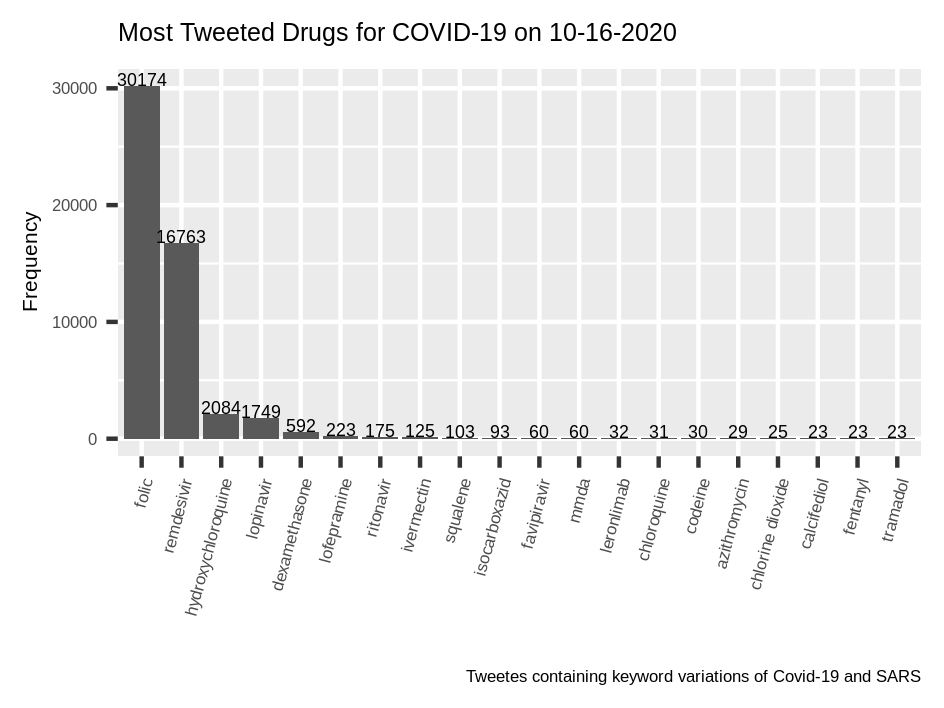 Most Tweeted Drugs for COVID-19 on 10-16-2020
Frequency
30000
20000
10000
0
30174
16763
2084
1749
592
223
175
125
103
93
60
60
32
31
30
29
25
23
23
23
folic
remdesivir
hydroxychloroquine
lopinavir
dexamethasone
lofepramine
ritonavir
ivermectin
squalene
isocarboxazid
favipiravir
mmda
leronlimab
chloroquine
codeine
azithromycin
chlorine dioxide
calcifediol
fentanyl
tramadol
Tweetes containing keyword variations of Covid-19 and SARS